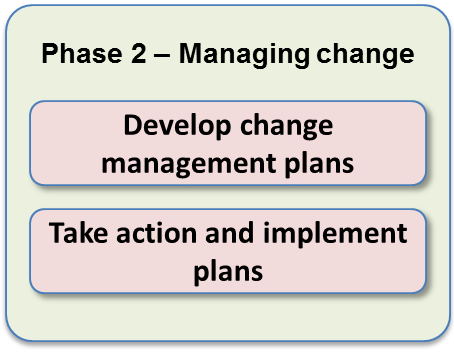 Phase 2 – Managing change
Develop change
management plans
Take action and implement
plans